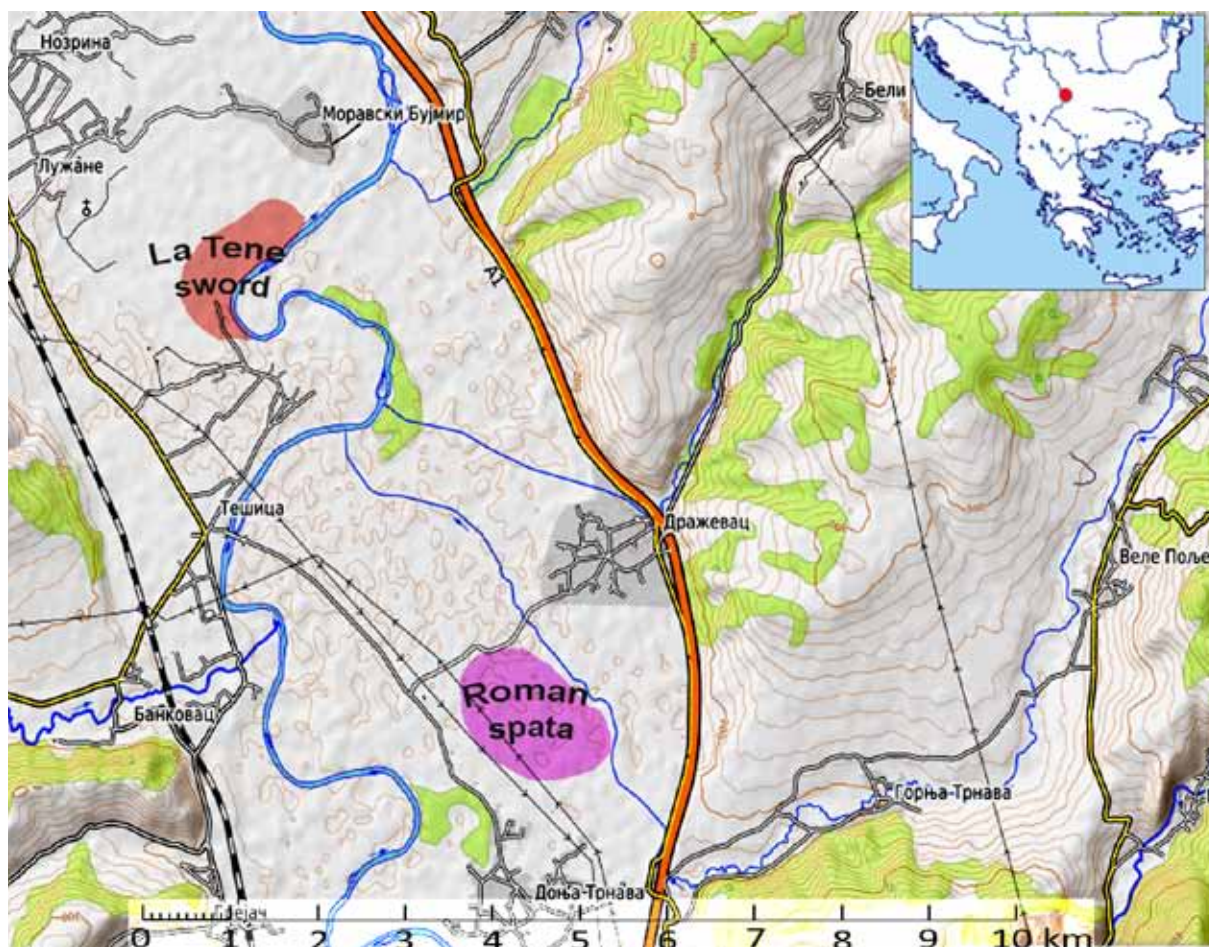 Нозрина
Моравски Бујмир
Бели
Лужане
La Tene
sword
A1
Тешица
Дражевац
Веле Поље
Roman
spata
Банковац
Горња-Трнава
Доња-Трнава
0 1 2 3 4 5 6 7 8 9 10 km